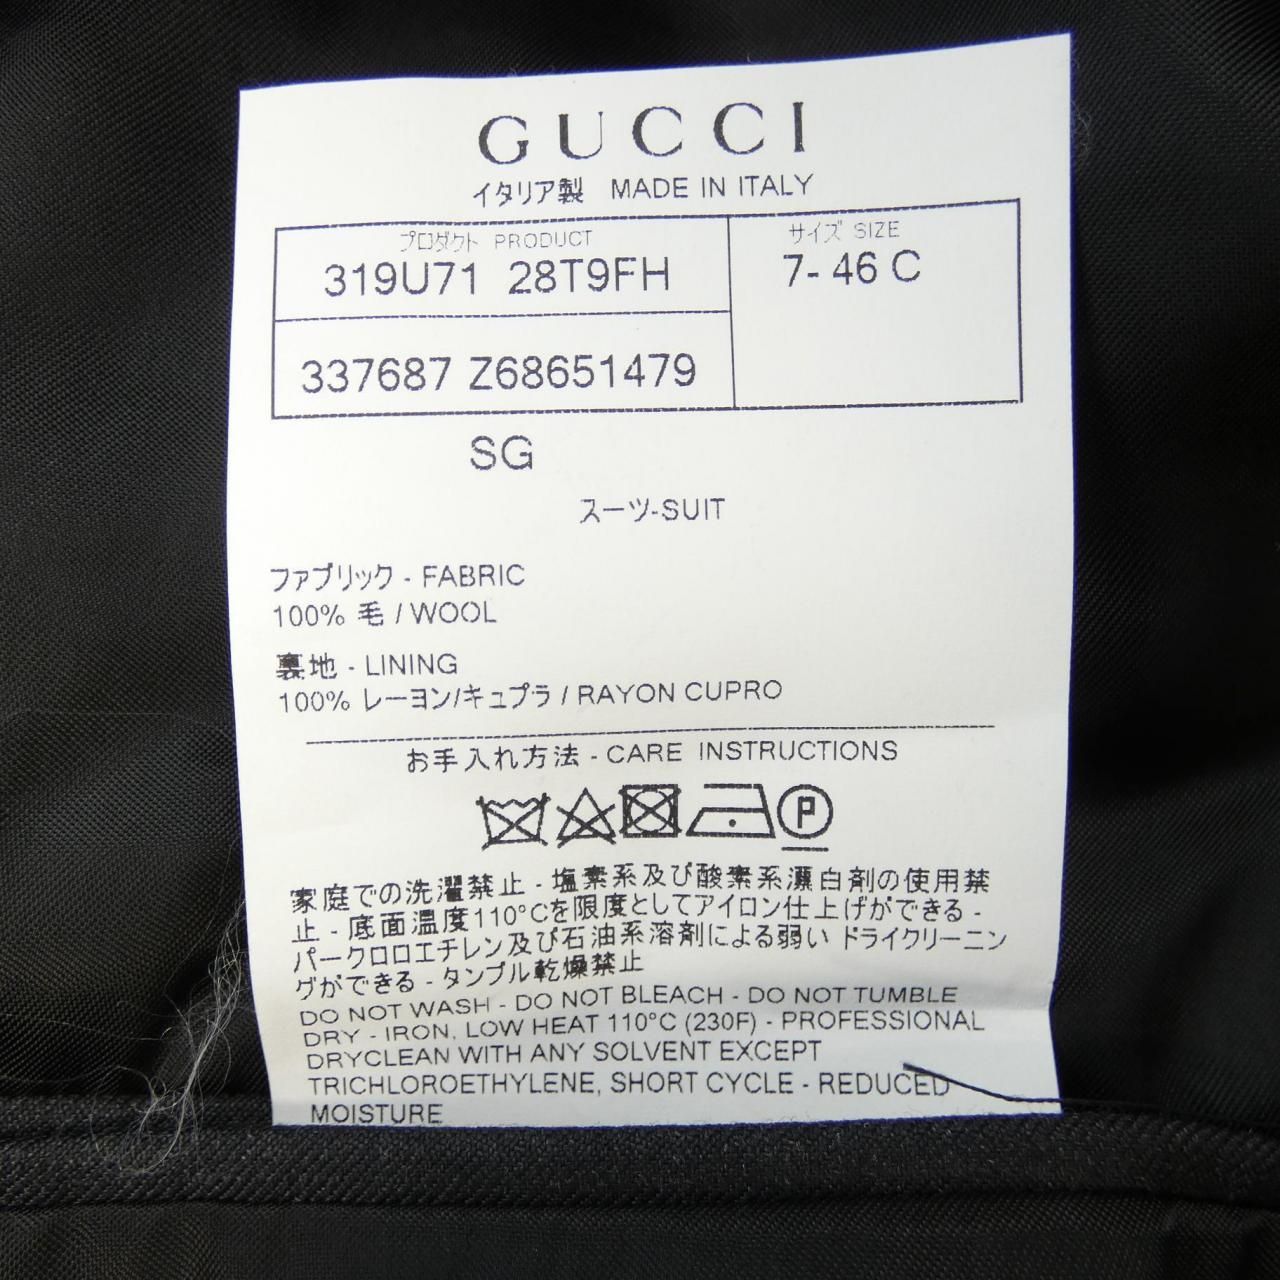 GUCCI
イタリア製 MADE IN ITALY
プロダクト PRODUCT
サイズ SIZE
319U71 28T9FH
7- 46 C
337687 Z68651479
SG
スーツ-SUIT
ファブリック - FABRIC
100% 毛 / WOOL
裏地 - LINING
100% レーヨン/キュプラ / RAYON CUPRO
お手入れ方法 - CARE INSTRUCTIONS
P
家庭での洗濯禁止 - 塩素系及び酸素系漂白剤の使用禁
止 - 底面温度110°Cを限度としてアイロン仕上げができる -
パークロロエチレン及び石油系溶剤による弱い ドライクリーニン
グができる - タンブル乾燥禁止
DO NOT WASH - DO NOT BLEACH - DO NOT TUMBLE
DRY - IRON, LOW HEAT 110°C (230F) - PROFESSIONAL
DRYCLEAN WITH ANY SOLVENT EXCEPT
TRICHLOROETHYLENE, SHORT CYCLE - REDUCED
MOISTURE